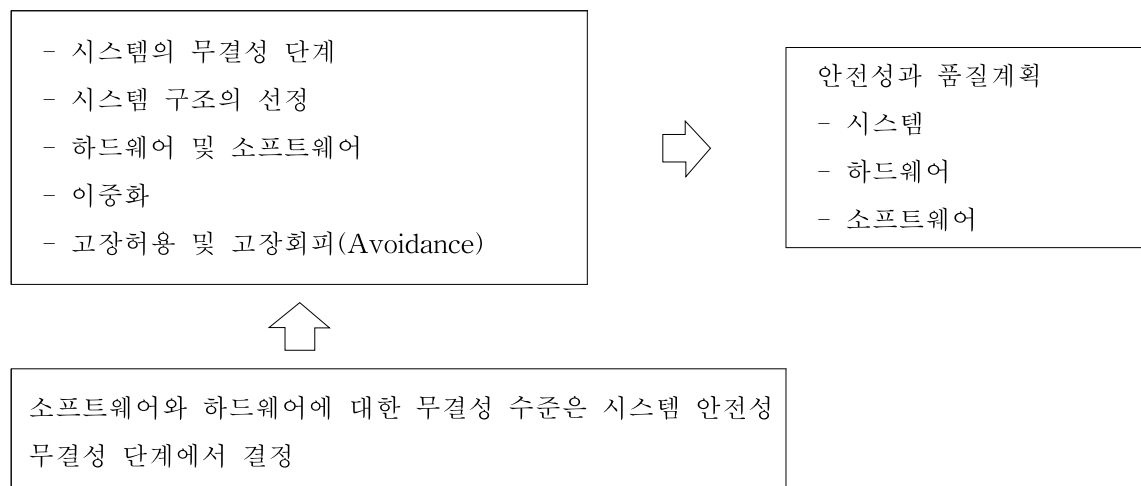 - 시스템의 무결성 단계
- 시스템 구조의 선정
- 하드웨어 및 소프트웨어
- 이중화
- 고장허용 및 고장회피(Avoidance)
안전성과 품질계획
- 시스템
- 하드웨어
- 소프트웨어
소프트웨어와 하드웨어에 대한 무결성 수준은 시스템 안전성
무결성 단계에서 결정